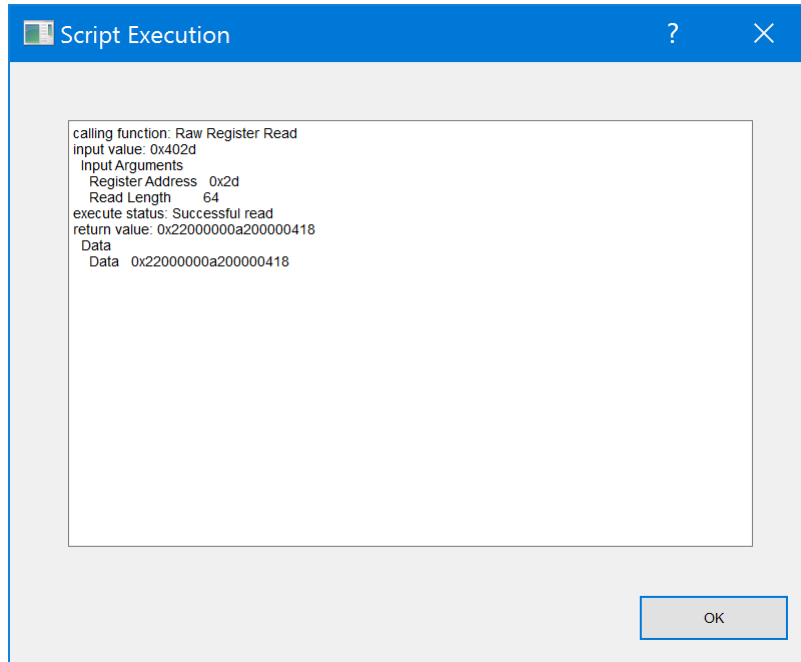 Script Execution
?
calling function: Raw Register Read
input value: 0x402d
Input Arguments
Register Address 0x2d
Read Length 64
execute status: Successful read
return value: 0x22000000a200000418
Data
Data 0x22000000a200000418
OK